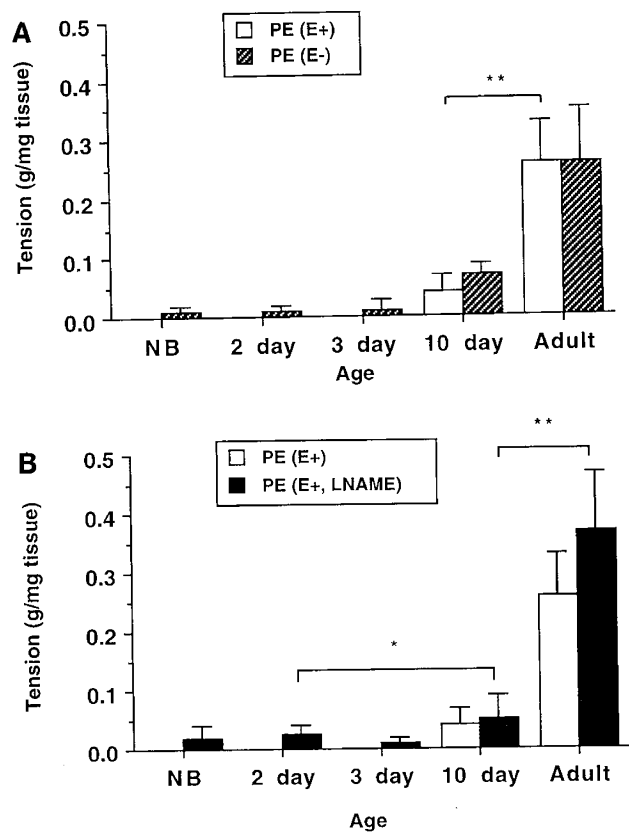 A
PE (E+)
PE (E-)
**
Tension (g/mg tissue)
0.5
0.4
0.3
0.2
0.1
0.0
NB 2 day 3 day 10 day Adult
Age
B
PE (E+)
PE (E+, LNAME)
**
*
Tension (g/mg tissue)
0.5
0.4
0.3
0.2
0.1
0.0
NB 2 day 3 day 10 day Adult
Age